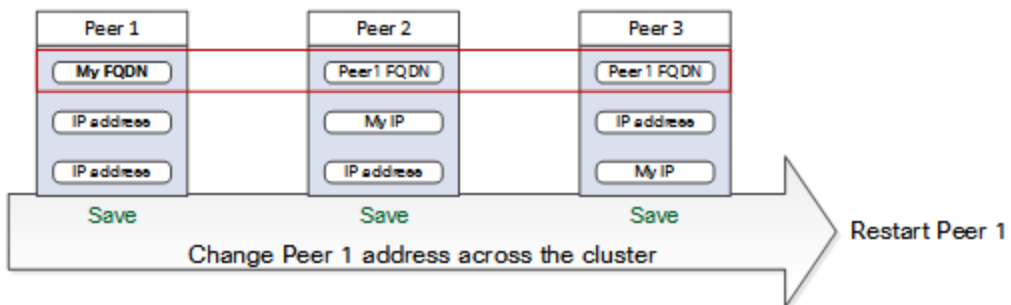 Peer 1 Peer 2 Peer 3
My FQDN Peer1 FQDN Peer1 FQDN
IP address My IP IP address
IP address IP address My IP
Save Save Save
Restart Peer 1
Change Peer 1 address across the cluster